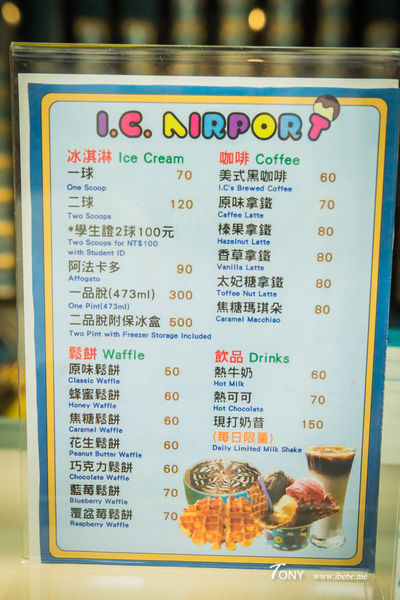 I.C. AIRPORT
冰淇淋 Ice Cream
一球 70
One Scoop
二球 120
Two Scoops
*學生證2球100元
Two Scoops for NT$100
with Student ID
阿法卡多 90
Affogato
一品脫(473ml) 300
One Pint(473ml)
二品脫附保冰盒 500
Two Pint with Freezer Storage Included
鬆餅 Waffle
原味鬆餅 50
Classic Waffle
蜂蜜鬆餅 60
Honey Waffle
焦糖鬆餅 60
Caramel Waffle
花生鬆餅 60
Peanut Butter Waffle
巧克力鬆餅 60
Chocolate Waffle
藍莓鬆餅 70
Blueberry Waffle
覆盆莓鬆餅 70
Raspberry Waffle
咖啡 Coffee
美式黑咖啡 60
I.C's Brewed Coffee
原味拿鐵 70
Caffee Latte
榛果拿鐵 80
Hazelnut Latte
香草拿鐵 80
Vanilla Latte
太妃糖拿鐵 80
Toffee Nut Latte
焦糖瑪琪朵 80
Caramel Macchiao
飲品 Drinks
熱牛奶 60
Hot Milk
熱可可 70
Hot Chocolate
現打奶昔 150
(每日限量)
Daily Limited Milk Shake
TONY www.ibebe.me